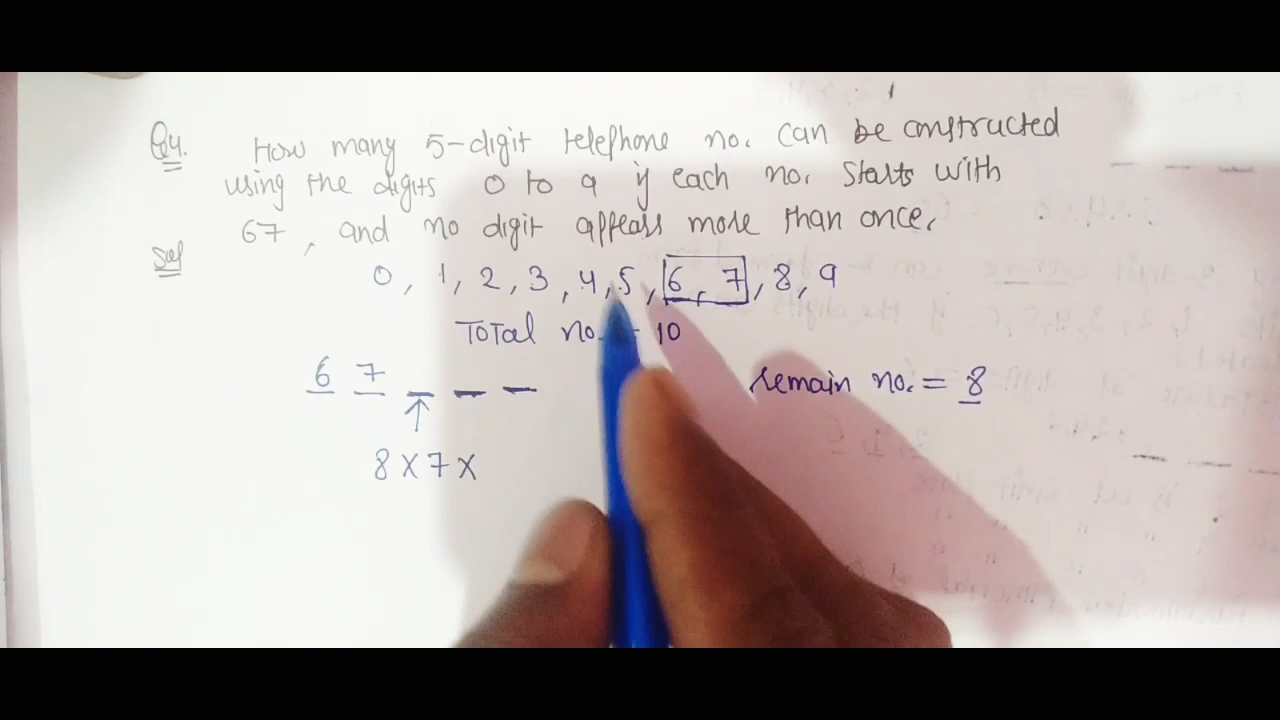 Q4. How many 5-digit telephone no. can be constructed
using the digits 0 to 9 if each no. starts with
67, and no digit appears more than once.
Sol
0, 1, 2, 3, 4, 5, 6, 7, 8, 9
Total no. 10
6 7 _ _ _ remain no. = 8
8 x 7 x